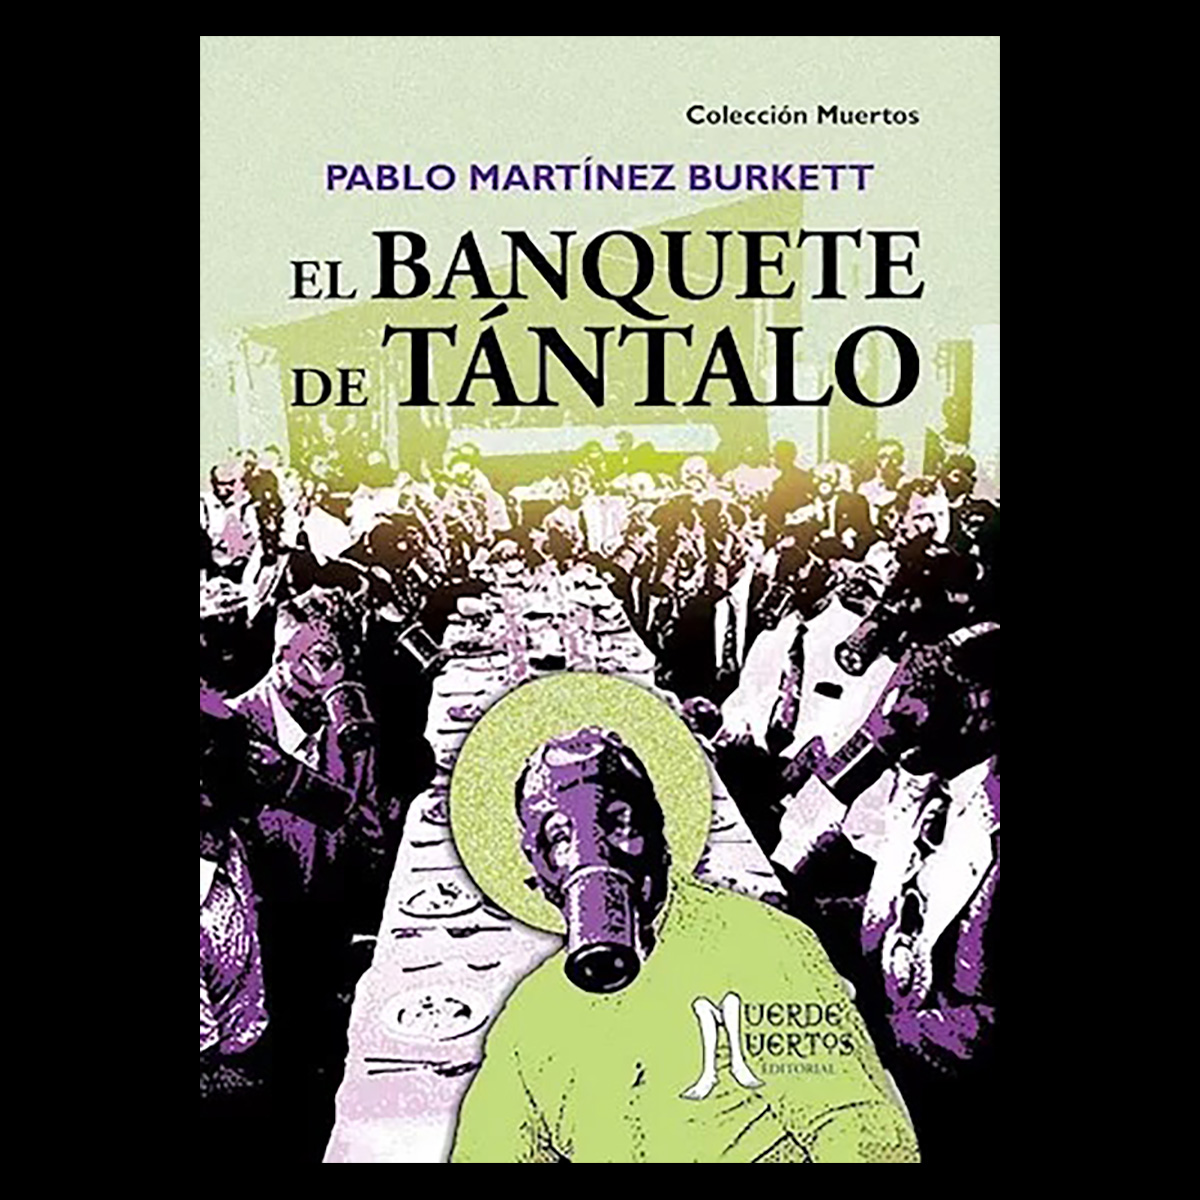 Colección Muertos
PABLO MARTÍNEZ BURKETT
EL BANQUETE
DE TÁNTALO
MUERDE
MUERTOS
EDITORIAL